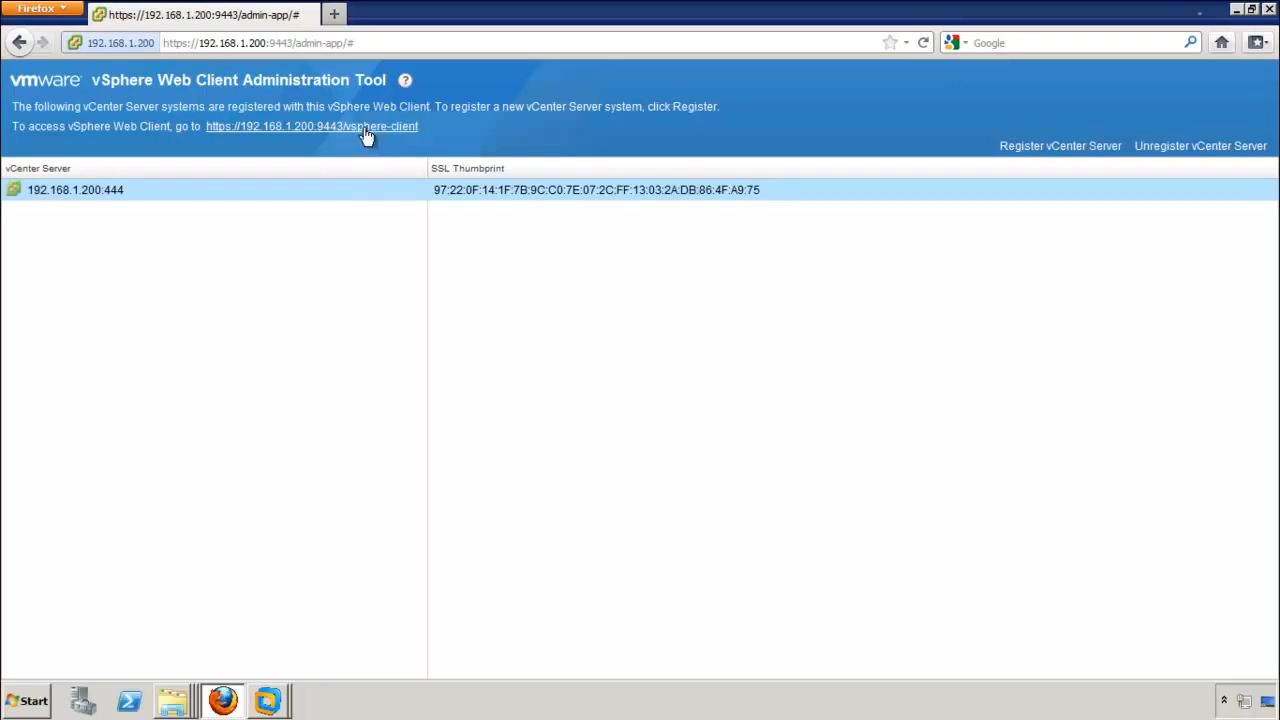 Firefox
https://192.168.1.200:9443/admin-app/#
192.168.1.200
https://192.168.1.200:9443/admin-app/#
Google
vmware
vSphere Web Client Administration Tool ?
The following vCenter Server systems are registered with this vSphere Web Client. To register a new vCenter Server system, click Register.
To access vSphere Web Client, go to https://192.168.1.200:9443/vsphere-client
Register vCenter Server
Unregister vCenter Server
vCenter Server
SSL Thumbprint
192.168.1.200:444
97:22:0F:14:1F:7B:9C:C0:7E:07:2C:FF:13:03:2A:DB:86:4F:A9:75
Start